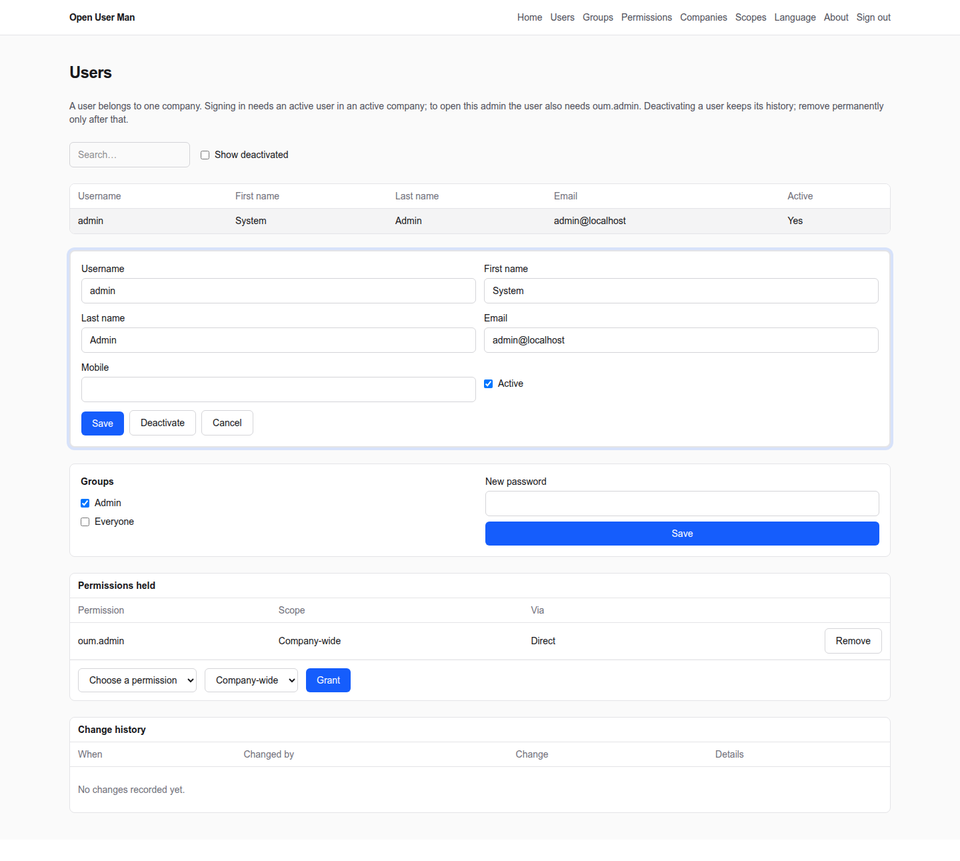 Open User Man
Home Users Groups Permissions Companies Scopes Language About Sign out
Users
A user belongs to one company. Signing in needs an active user in an active company; to open this admin the user also needs oum.admin. Deactivating a user keeps its history; remove permanently
only after that.
Search…
Show deactivated
Username First name Last name Email Active
admin System Admin admin@localhost Yes
Username First name
admin System
Last name Email
Admin admin@localhost
Mobile
Active
Save Deactivate Cancel
Groups New password
Admin
Everyone
Save
Permissions held
Permission Scope Via
oum.admin Company-wide Direct Remove
Choose a permission Company-wide Grant
Change history
When Changed by Change Details
No changes recorded yet.